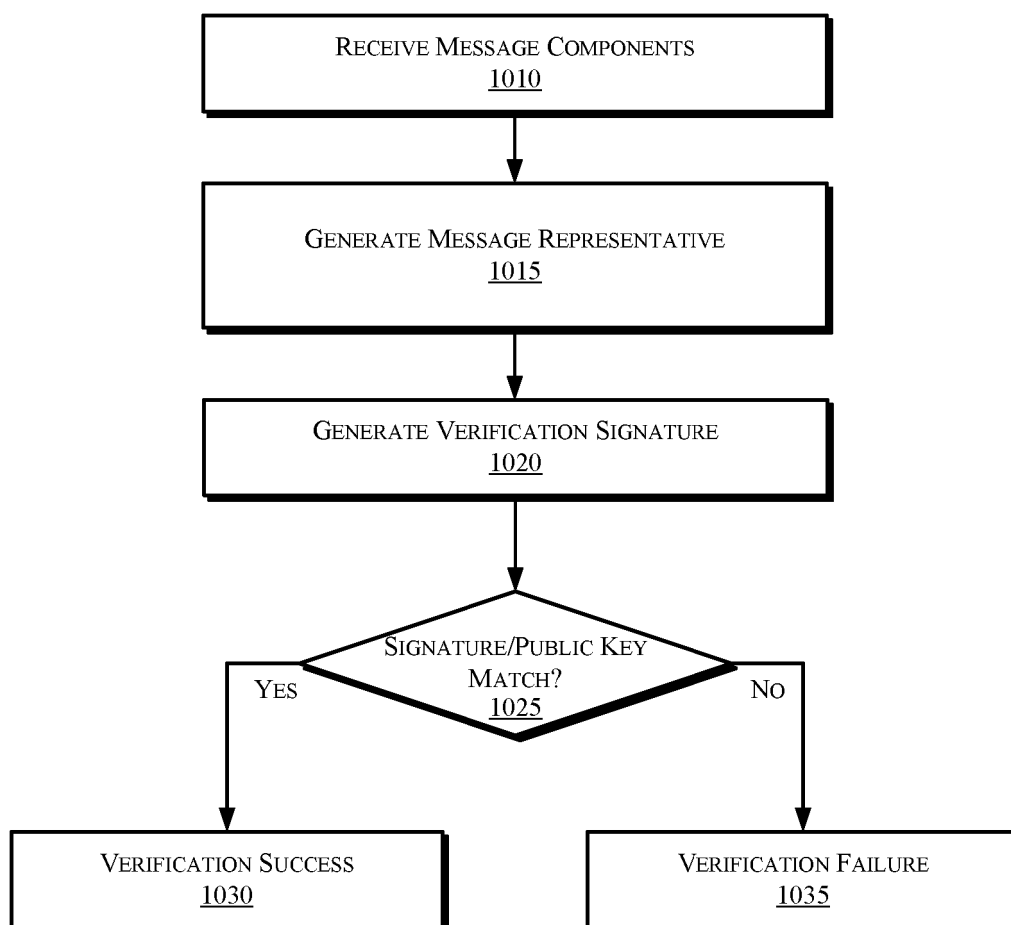 RECEIVE MESSAGE COMPONENTS
1010
GENERATE MESSAGE REPRESENTATIVE
1015
GENERATE VERIFICATION SIGNATURE
1020
SIGNATURE/PUBLIC KEY
MATCH?
1025
YES
NO
VERIFICATION SUCCESS
1030
VERIFICATION FAILURE
1035